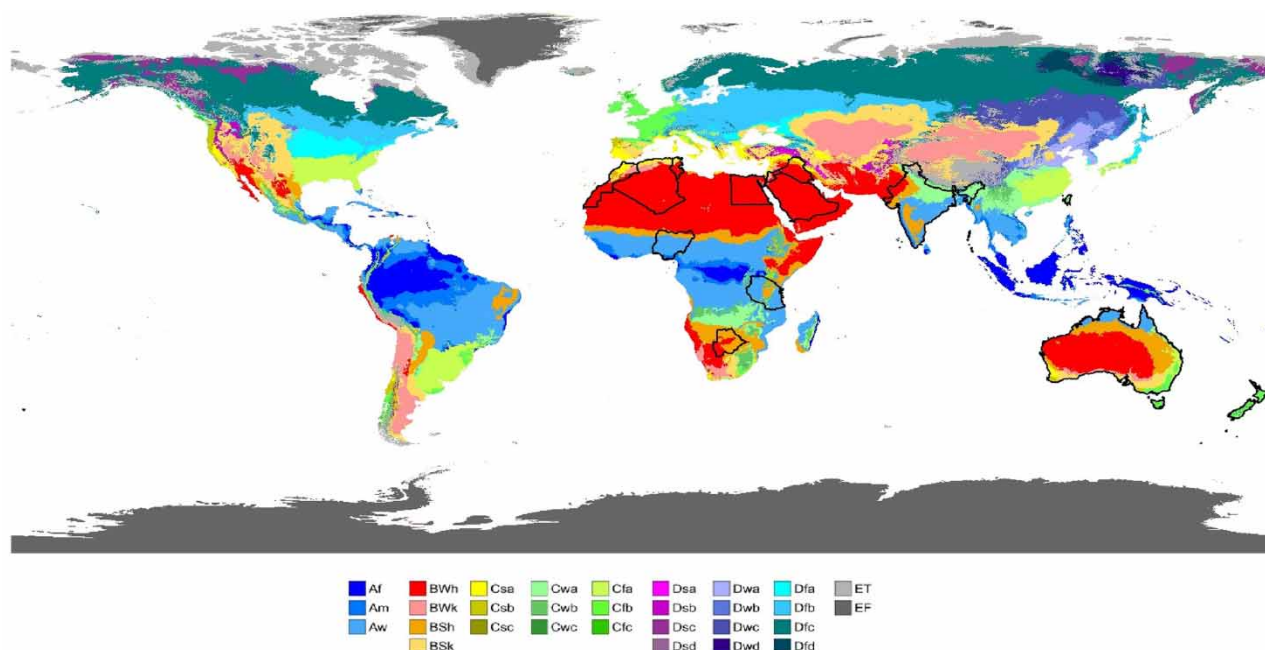 Af BWh Csa Cwa Cfa Dsa Dwa Dfa ET
Am BWk Csb Cwb Cfb Dsb Dwb Dfb EF
Aw BSh Csc Cwc Cfc Dsc Dwc Dfc
BSk Dsd Dwd Dfd